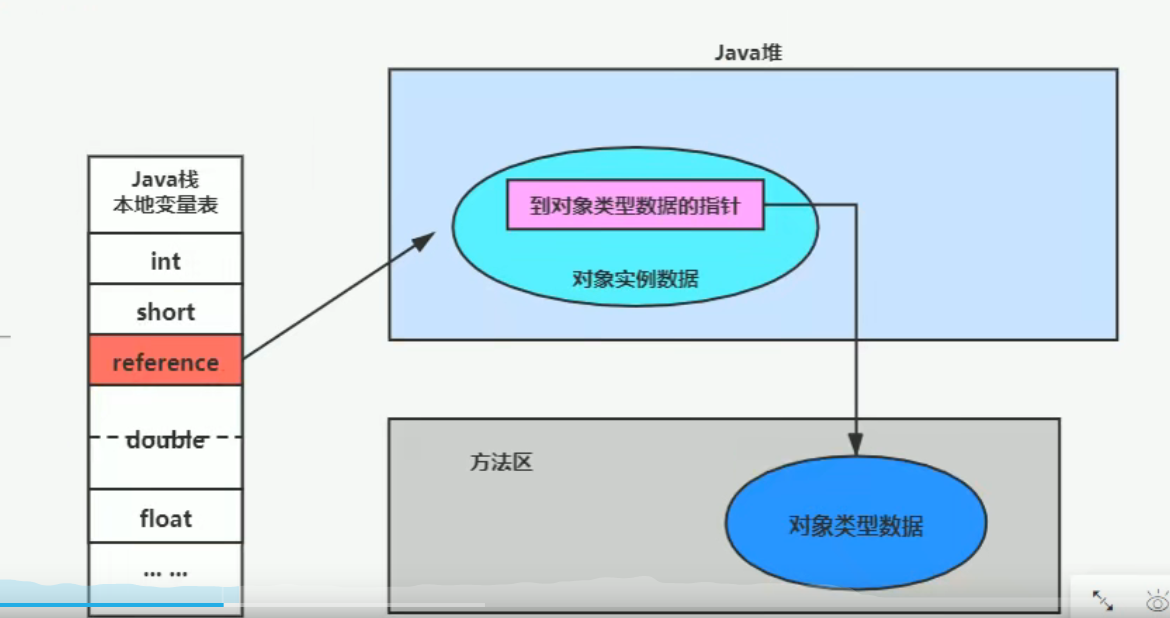 Java堆
Java栈
本地变量表
int
short
reference
double
float
... ...
到对象类型数据的指针
对象实例数据
方法区
对象类型数据